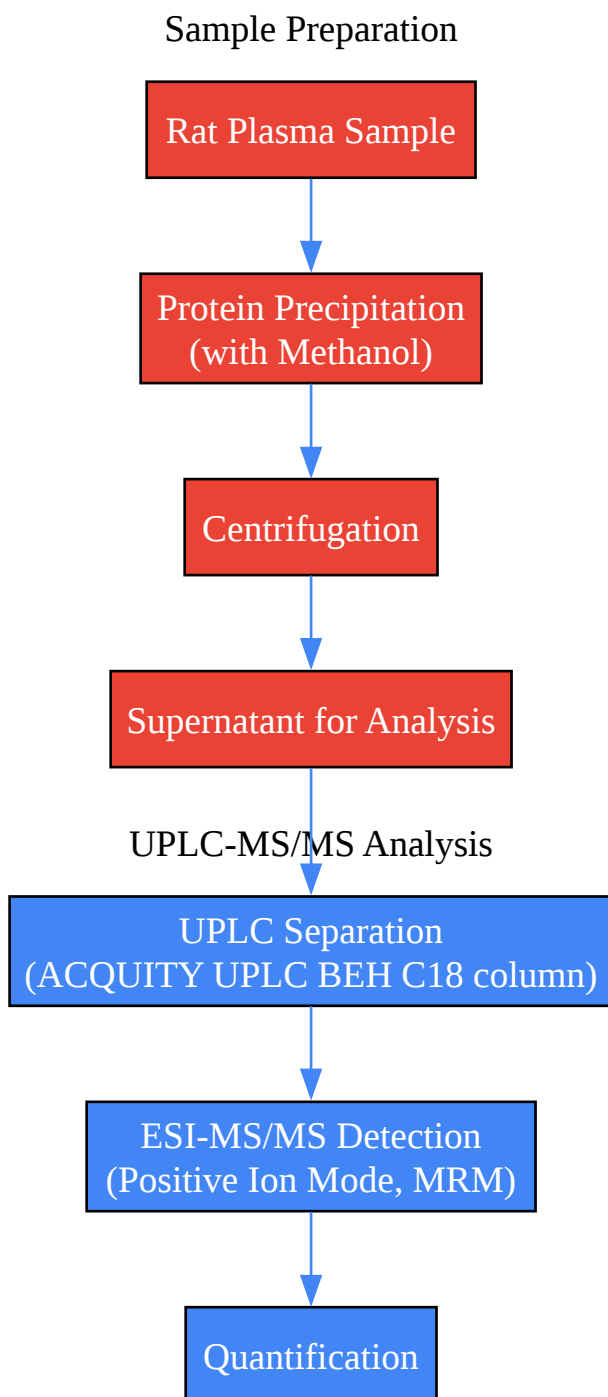 Sample Preparation
Rat Plasma Sample
Protein Precipitation
(with Methanol)
Centrifugation
Supernatant for Analysis
UPLC-MS/MS Analysis
UPLC Separation
(ACQUITY UPLC BEH C18 column)
ESI-MS/MS Detection
(Positive Ion Mode, MRM)
Quantification